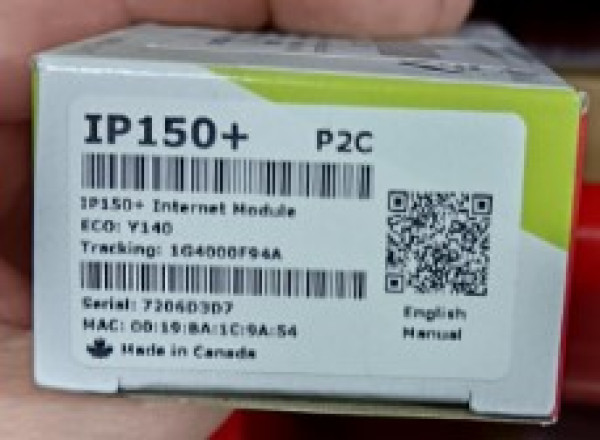 IP150+ P2C
IP150+ Internet Module
ECO: Y140
Tracking: 1G4000F94A
Serial: 7206D3D7
MAC: 00:19:BA:1C:9A:54
Made in Canada
English
Manual